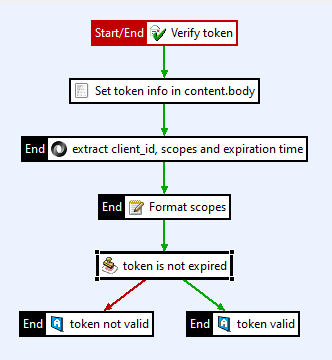 Start/End Verify token
Set token info in content.body
End extract client_id, scopes and expiration time
End Format scopes
token is not expired
End token not valid
End token valid